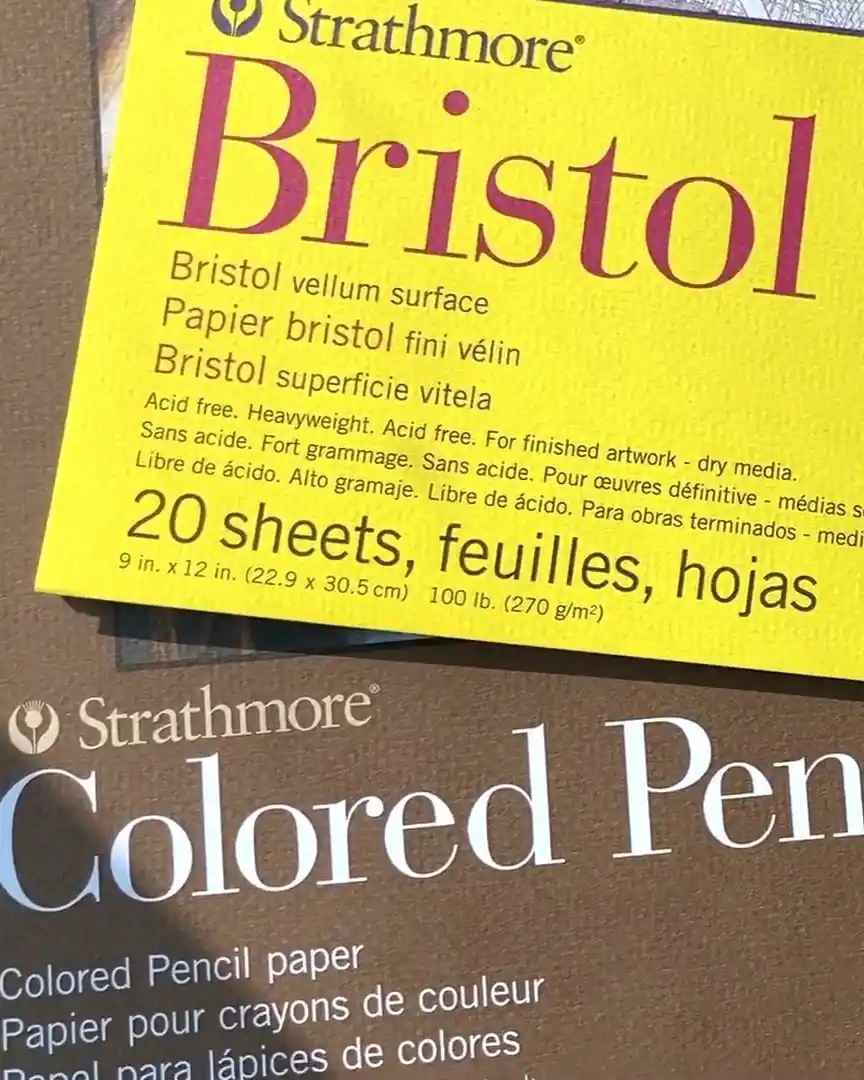 Strathmore®
Bristol
Bristol vellum surface
Papier bristol fini vélin
Bristol superficie vitela
Acid free. Heavyweight. Acid free. For finished artwork - dry media.
Sans acide. Fort grammage. Sans acide. Pour œuvres définitive - médias
Libre de ácido. Alto gramaje. Libre de ácido. Para obras terminados -
20 sheets, feuilles, hojas
9 in. x 12 in. (22.9 x 30.5 cm) 100 lb. (270 g/m²)
Strathmore®
Colored Pen
Colored Pencil paper
Papier pour crayons de couleur
Papel para lápices de colores